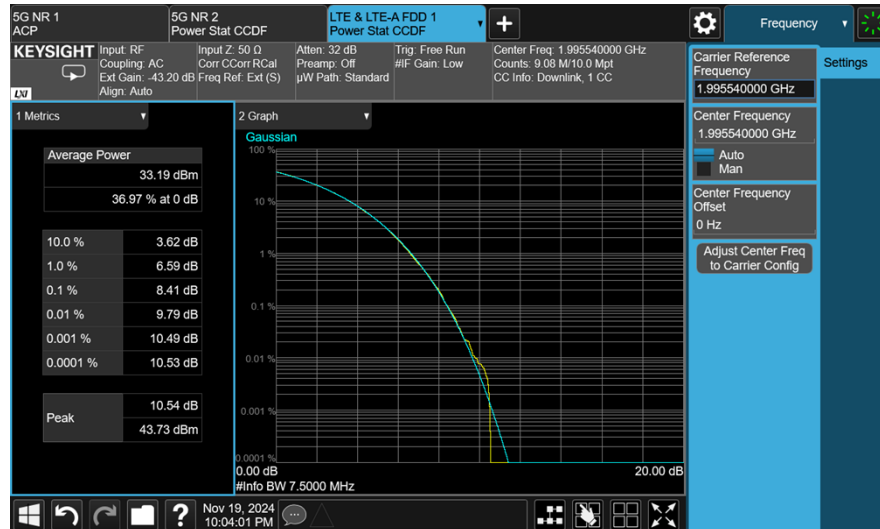 5G NR 1
ACP
5G NR 2
Power Stat CCDF
LTE & LTE-A FDD 1
Power Stat CCDF
Frequency
KEYSIGHT
LXI
Input: RF
Coupling: AC
Ext Gain: -43.20 dB
Align: Auto
Input Z: 50 Ω
Corr CCorr RCal
Freq Ref: Ext (S)
Atten: 32 dB
Preamp: Off
µW Path: Standard
Trig: Free Run
#IF Gain: Low
Center Freq: 1.995540000 GHz
Counts: 9.08 M/10.0 Mpt
CC Info: Downlink, 1 CC
Carrier Reference
Frequency
1.995540000 GHz
Settings
Center Frequency
1.995540000 GHz
Auto
Man
Center Frequency
Offset
0 Hz
Adjust Center Freq
to Carrier Config
1 Metrics
Average Power
33.19 dBm
36.97 % at 0 dB
10.0 % 3.62 dB
1.0 % 6.59 dB
0.1 % 8.41 dB
0.01 % 9.79 dB
0.001 % 10.49 dB
0.0001 % 10.53 dB
Peak 10.54 dB
43.73 dBm
2 Graph
Gaussian
100 %
10 %
1 %
0.1 %
0.01 %
0.001 %
0.0001 %
0.00 dB 20.00 dB
#Info BW 7.5000 MHz
?
Nov 19, 2024
10:04:01 PM